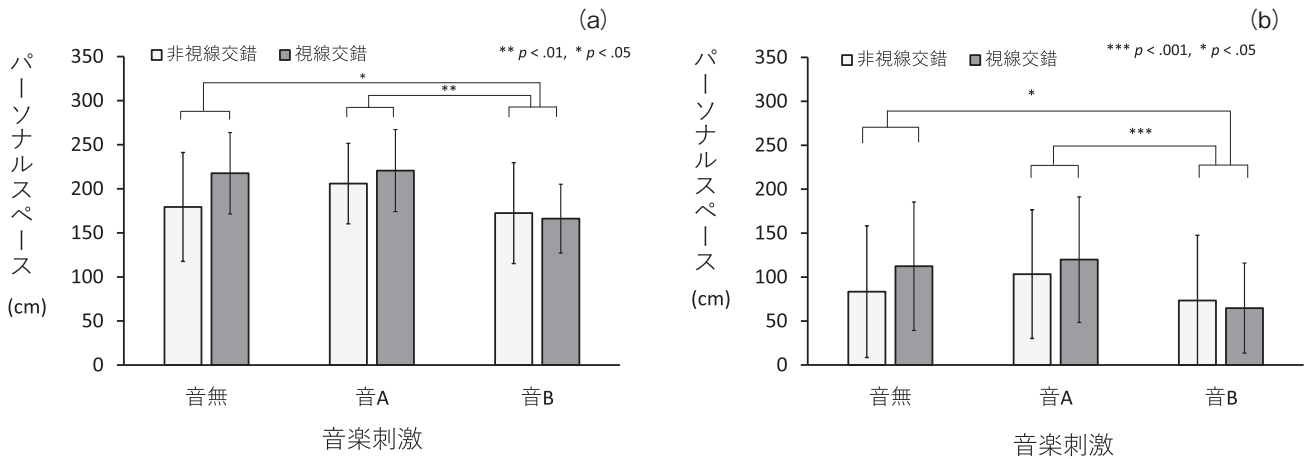 (a)
非視線交錯 視線交錯
** p < .01, * p < .05
パーソナルスペース
(cm)
350
300
250
200
150
100
50
0
*
**
音無 音A 音B
音楽刺激
(b)
非視線交錯 視線交錯
*** p < .001, * p < .05
パーソナルスペース
(cm)
350
300
250
200
150
100
50
0
*
***
音無 音A 音B
音楽刺激